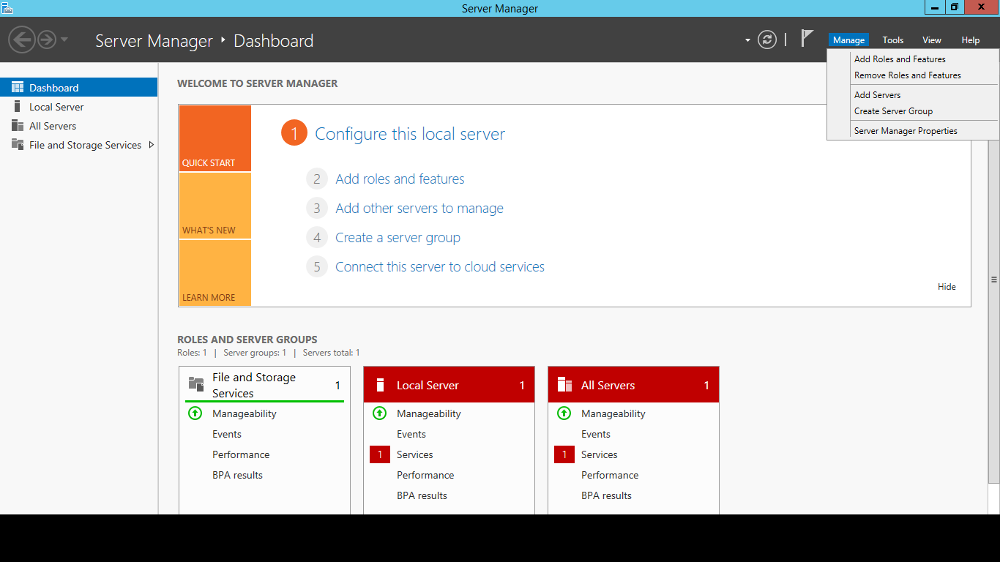 Server Manager
Server Manager ‣ Dashboard
Manage
Tools
View
Help
Add Roles and Features
Remove Roles and Features
Add Servers
Create Server Group
Server Manager Properties
Dashboard
Local Server
All Servers
File and Storage Services
WELCOME TO SERVER MANAGER
QUICK START
WHAT'S NEW
LEARN MORE
1 Configure this local server
2 Add roles and features
3 Add other servers to manage
4 Create a server group
5 Connect this server to cloud services
Hide
ROLES AND SERVER GROUPS
Roles: 1 | Server groups: 1 | Servers total: 1
File and Storage
Services
1
Manageability
Events
Performance
BPA results
Local Server 1
Manageability
Events
1 Services
Performance
BPA results
All Servers 1
Manageability
Events
1 Services
Performance
BPA results